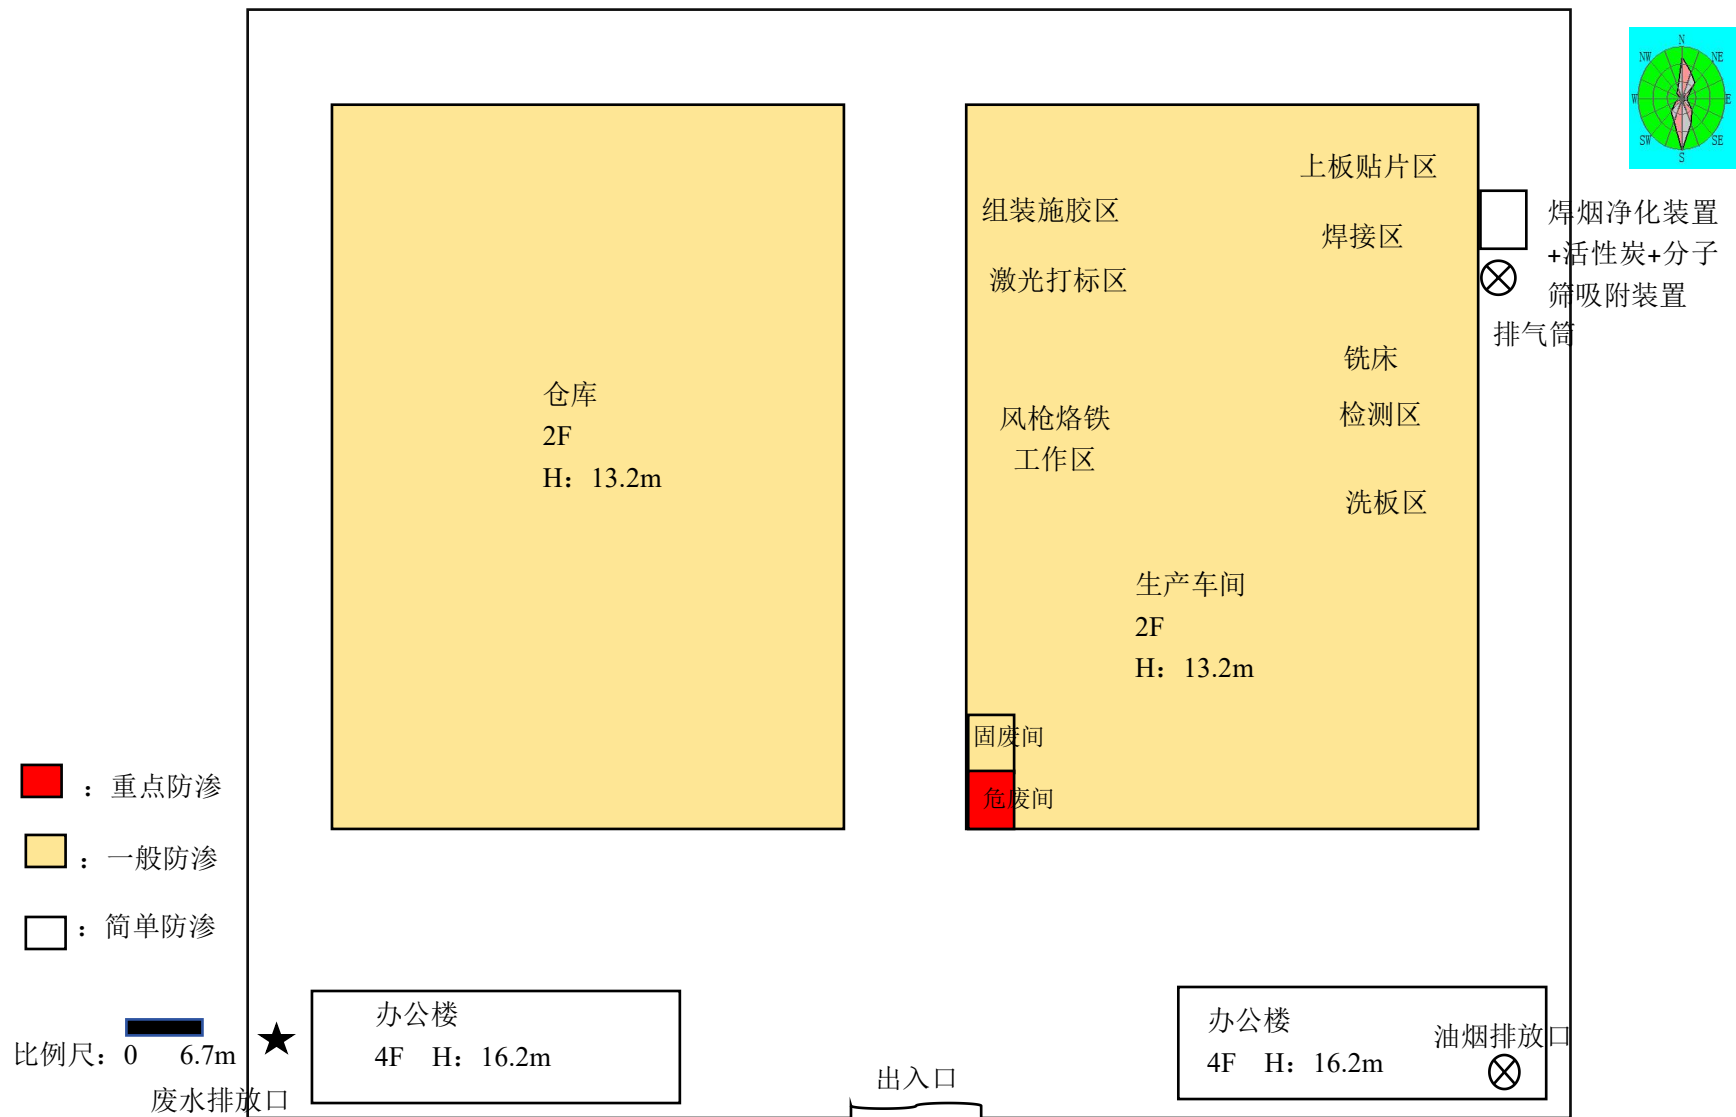 N
NW
NE
W
E
SW
SE
S
上板贴片区
组装施胶区
焊接区
激光打标区
焊烟净化装置
+活性炭+分子
筛吸附装置
排气筒
铣床
仓库
2F
H：13.2m
风枪烙铁
工作区
检测区
洗板区
生产车间
2F
H：13.2m
固废间
危废间
：重点防渗
：一般防渗
：简单防渗
办公楼
4F H：16.2m
办公楼
4F H：16.2m
油烟排放口
比例尺：0 6.7m
废水排放口
出入口